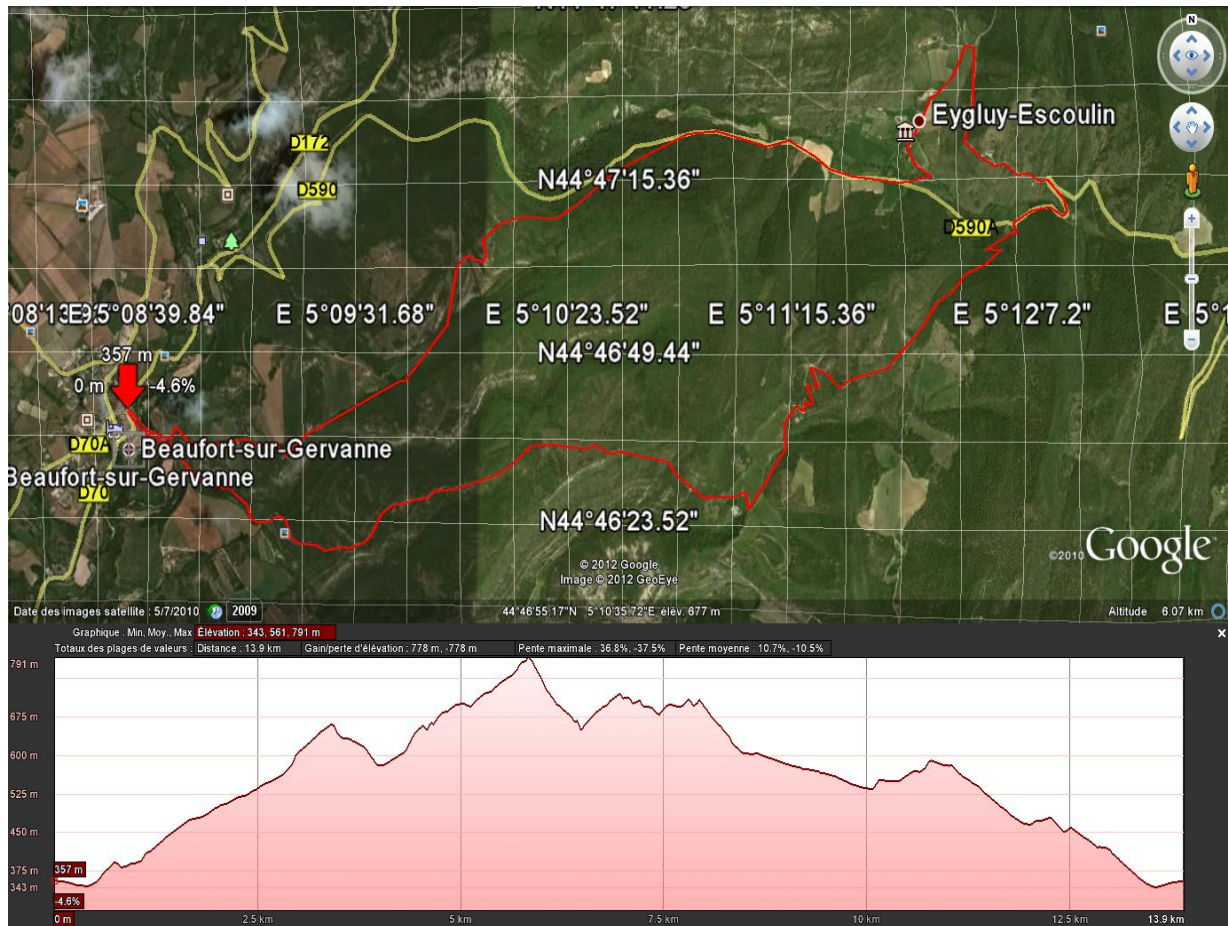 N
Eygluy-Escoulin
D172
D590
N44°47'15.36"
D590A
E 5°08'39.84"
E 5°09'31.68"
E 5°10'23.52"
E 5°11'15.36"
E 5°12'7.2"
N44°46'49.44"
357 m
0 m
-4.6%
D70A
Beaufort-sur-Gervanne
Beaufort-sur-Gervanne
D70
N44°46'23.52"
©2010 Google
© 2012 Google
Image © 2012 GeoEye
Date des images satellite : 5/7/2010 2009 44°46'55.17"N 5°10'35.72"E élév. 677 m Altitude 6.07 km
Graphique : Min, Moy., Max Élévation : 343, 561, 791 m
Totaux des plages de valeurs : Distance : 13.9 km Gain/perte d'élévation : 778 m, -778 m Pente maximale : 36.8%, -37.5% Pente moyenne : 10.7%, -10.5%
791 m
675 m
600 m
525 m
450 m
375 m
357 m
343 m
-4.6%
0 m 2.5 km 5 km 7.5 km 10 km 12.5 km 13.9 km